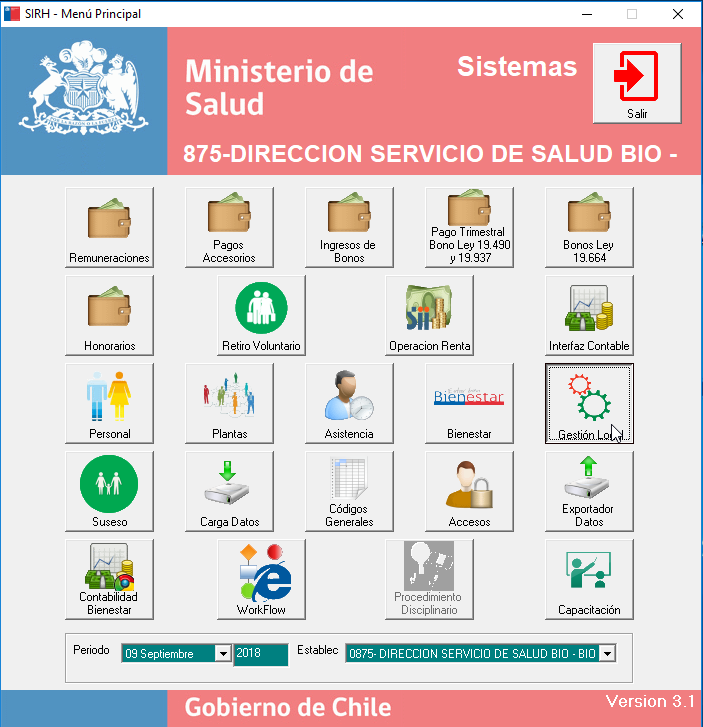 SIRH - Menú Principal
Ministerio de
Salud
Sistemas
Salir
875-DIRECCION SERVICIO DE SALUD BIO -
Remuneraciones
Pagos
Accesorios
Ingresos de
Bonos
Pago Trimestral
Bono Ley 19.490
y 19.937
Bonos Ley
19.664
Honorarios
Retiro Voluntario
SII
Operacion Renta
Interfaz Contable
Personal
Plantas
Asistencia
Bienestar
Bienestar
Gestión
Suseso
Carga Datos
Códigos
Generales
Accesos
Exportador
Datos
Contabilidad
Bienestar
WorkFlow
Procedimiento
Disciplinario
Capacitación
Periodo
09 Septiembre
2018
Establec
0875- DIRECCION SERVICIO DE SALUD BIO - BIO
Gobierno de Chile
Version 3.1